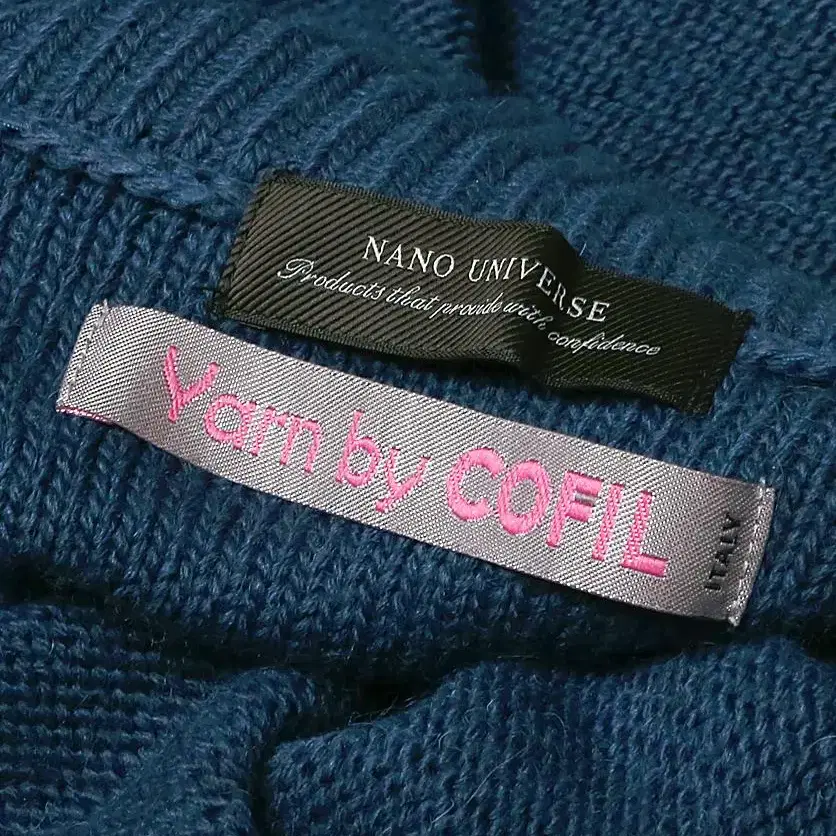 NANO UNIVERSE
Products that provide with confidence
Yarn by COFIL
ITALY